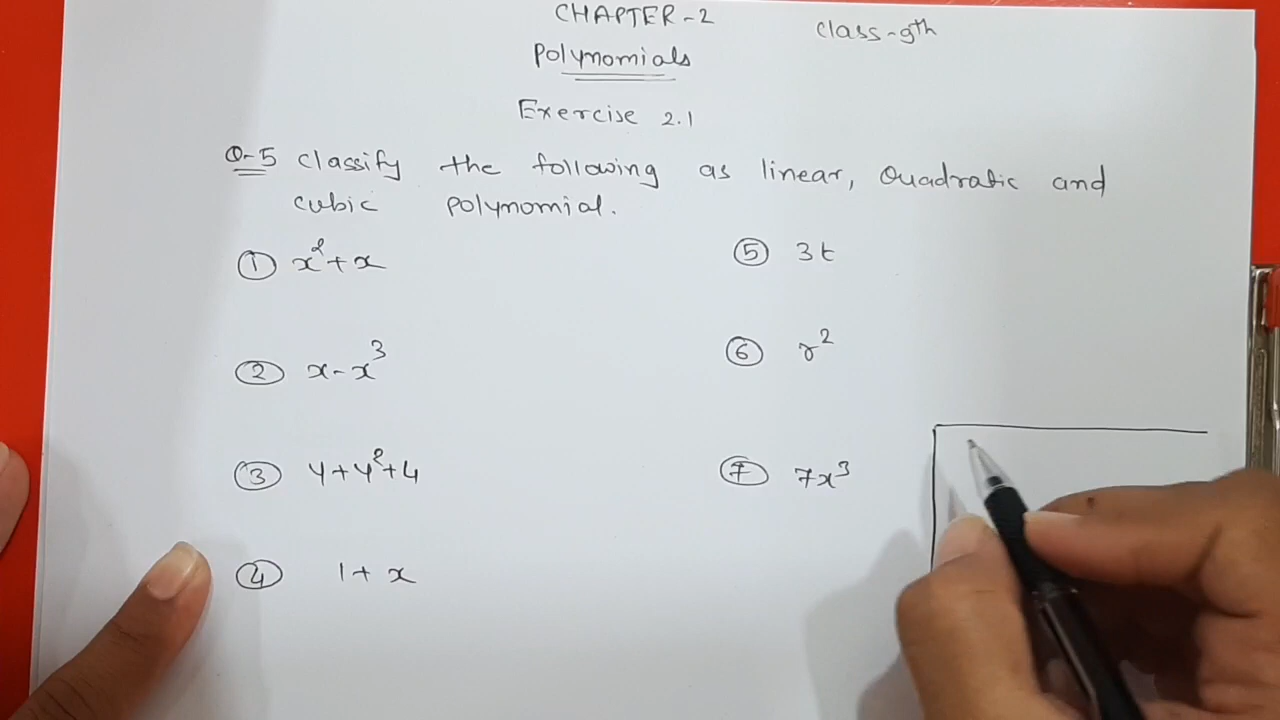 CHAPTER-2
Class-9th
Polynomials
Exercise 2.1
Q-5 Classify the following as linear, Quadratic and
cubic polynomial.
① x²+x
② x-x³
③ y+y²+4
④ 1+x
⑤ 3t
⑥ r²
⑦ 7x³